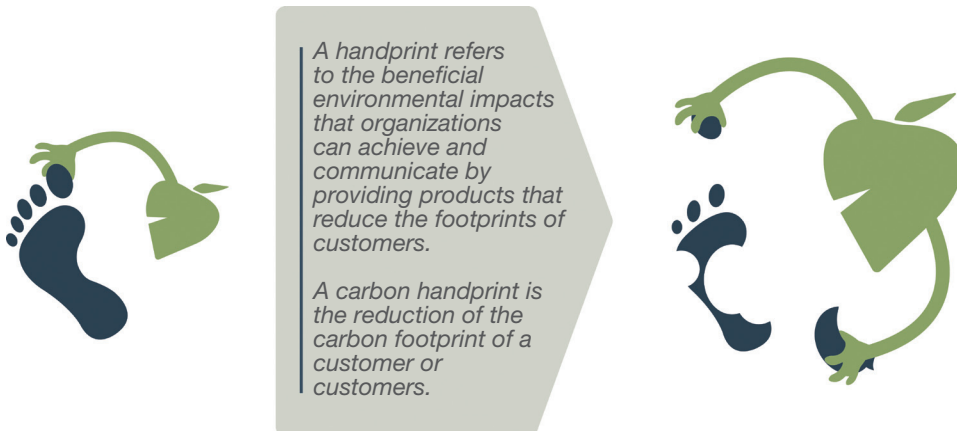 A handprint refers
to the beneficial
environmental impacts
that organizations
can achieve and
communicate by
providing products that
reduce the footprints of
customers.
A carbon handprint is
the reduction of the
carbon footprint of a
customer or
customers.